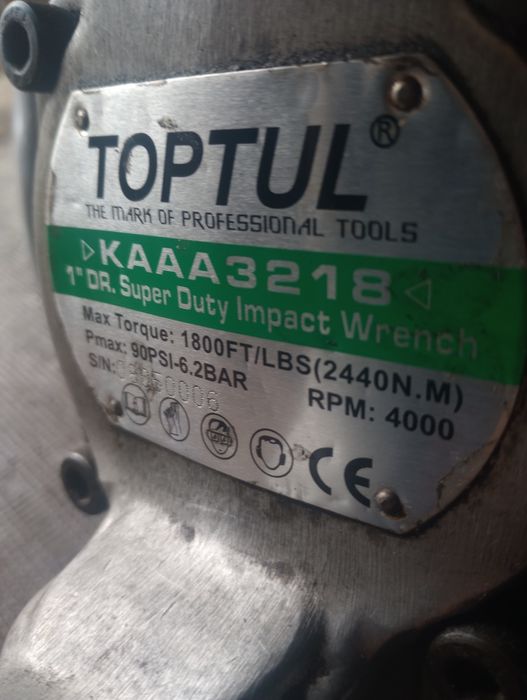 TOPTUL®
THE MARK OF PROFESSIONAL TOOLS
▷KAAA3218◁
1" DR. Super Duty Impact Wrench
Max Torque: 1800FT/LBS(2440N.M)
Pmax: 90PSI-6.2BAR RPM: 4000
S/N:
CE